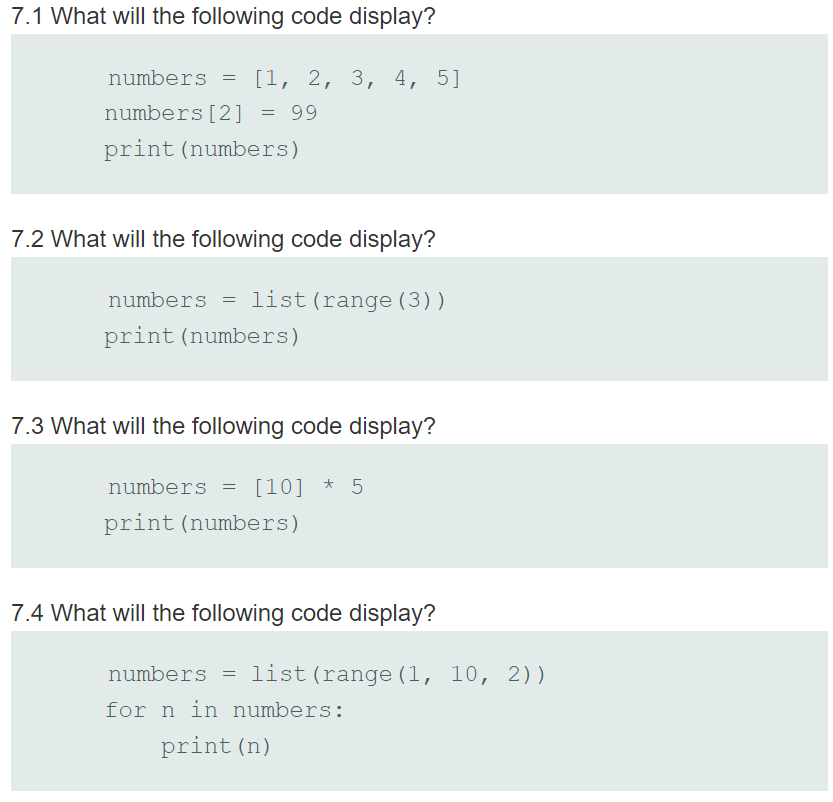 7.1 What will the following code display?
numbers = [1, 2, 3, 4, 5]
numbers[2] = 99
print(numbers)
7.2 What will the following code display?
numbers = list(range(3))
print(numbers)
7.3 What will the following code display?
numbers = [10] * 5
print(numbers)
7.4 What will the following code display?
numbers = list(range(1, 10, 2))
for n in numbers:
    print(n)